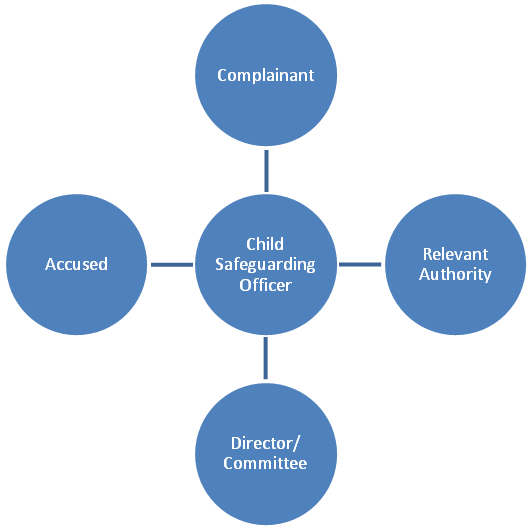 Complainant
Accused
Child
Safeguarding
Officer
Relevant
Authority
Director/
Committee